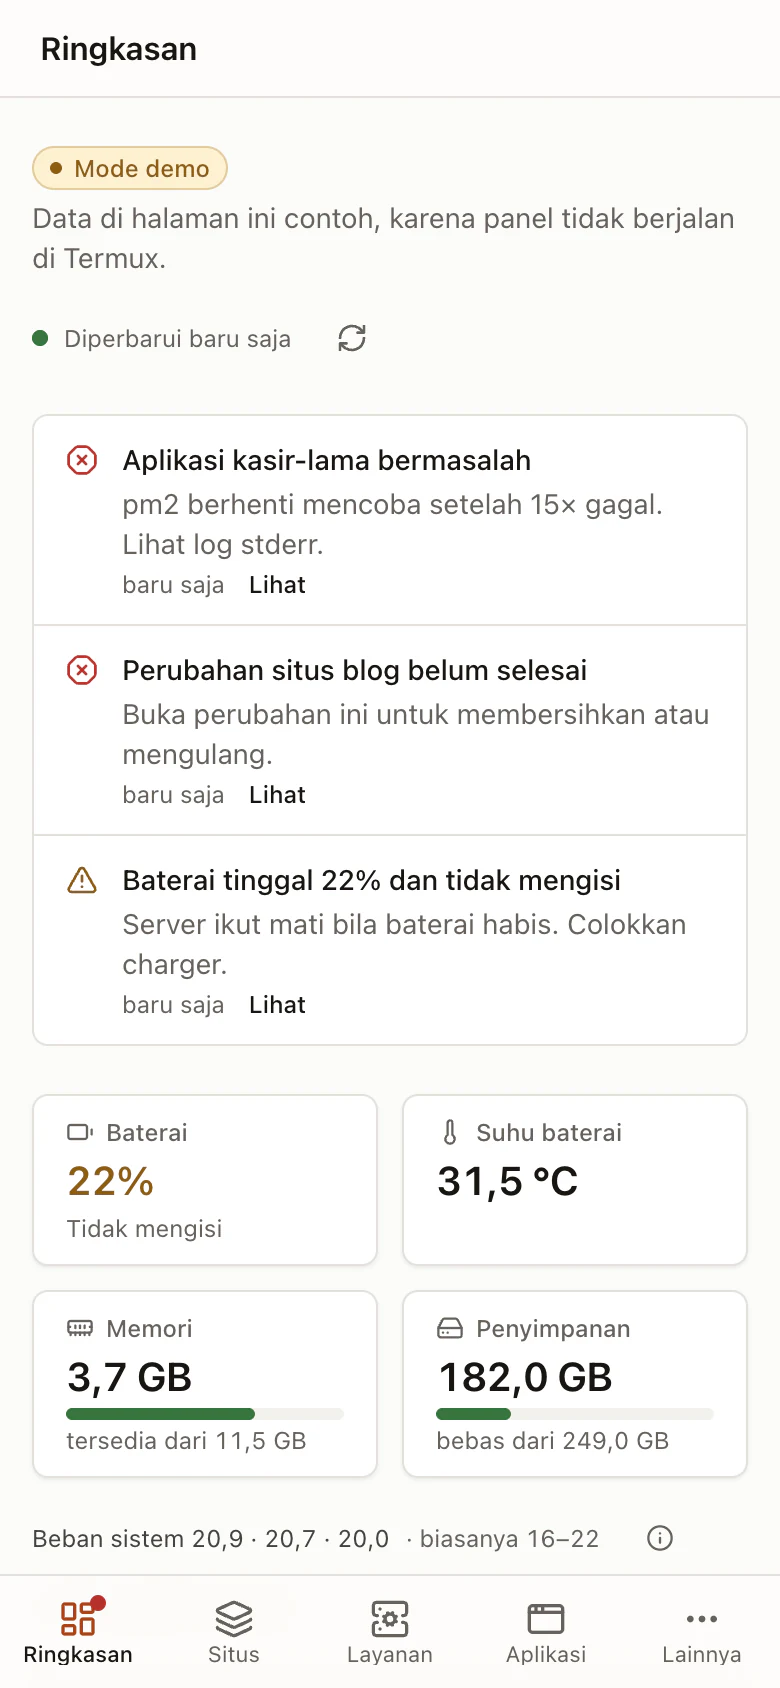 Ringkasan
Mode demo
Data di halaman ini contoh, karena panel tidak berjalan
di Termux.
Diperbarui baru saja
Aplikasi kasir-lama bermasalah
pm2 berhenti mencoba setelah 15× gagal.
Lihat log stderr.
baru saja Lihat
Perubahan situs blog belum selesai
Buka perubahan ini untuk membersihkan atau
mengulang.
baru saja Lihat
Baterai tinggal 22% dan tidak mengisi
Server ikut mati bila baterai habis. Colokkan
charger.
baru saja Lihat
Baterai
22%
Tidak mengisi
Suhu baterai
31,5 °C
Memori
3,7 GB
tersedia dari 11,5 GB
Penyimpanan
182,0 GB
bebas dari 249,0 GB
Beban sistem 20,9 · 20,7 · 20,0 · biasanya 16–22
Ringkasan
Situs
Layanan
Aplikasi
Lainnya